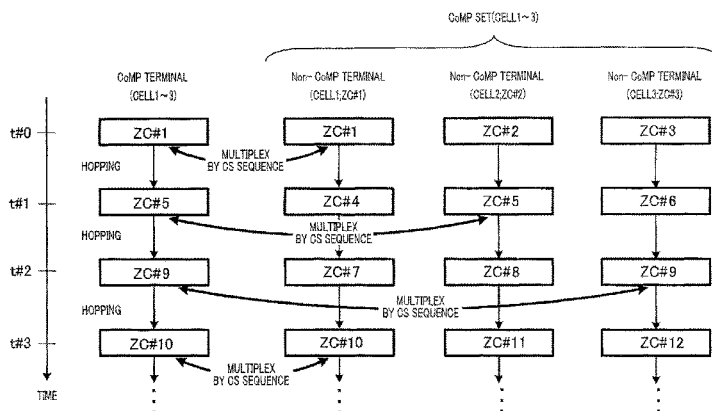 CoMP SET(CELL1~3)
CoMP TERMINAL
(CELL1~3)
Non-CoMP TERMINAL
(CELL1;ZC#1)
Non-CoMP TERMINAL
(CELL2;ZC#2)
Non-CoMP TERMINAL
(CELL3;ZC#3)
t#0
ZC#1
ZC#1
ZC#2
ZC#3
HOPPING
MULTIPLEX
BY CS SEQUENCE
t#1
ZC#5
ZC#4
ZC#5
ZC#6
HOPPING
MULTIPLEX
BY CS SEQUENCE
t#2
ZC#9
ZC#7
ZC#8
ZC#9
HOPPING
MULTIPLEX
BY CS SEQUENCE
t#3
ZC#10
ZC#10
ZC#11
ZC#12
MULTIPLEX
BY CS SEQUENCE
TIME